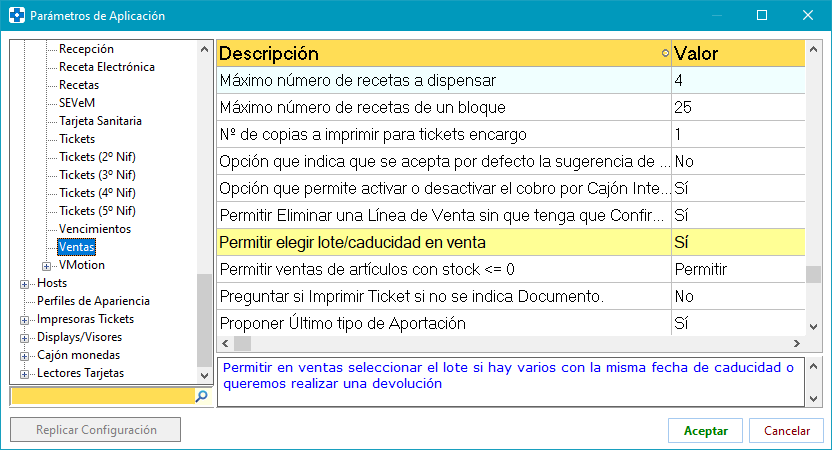 Parámetros de Aplicación
Recepción
Receta Electrónica
Recetas
SEVeM
Tarjeta Sanitaria
Tickets
Tickets (2º Nif)
Tickets (3º Nif)
Tickets (4º Nif)
Tickets (5º Nif)
Vencimientos
Ventas
VMotion
Hosts
Perfiles de Apariencia
Impresoras Tickets
Displays/Visores
Cajón monedas
Lectores Tarjetas
Replicar Configuración
Descripción Valor
Máximo número de recetas a dispensar 4
Máximo número de recetas de un bloque 25
Nº de copias a imprimir para tickets encargo 1
Opción que indica que se acepta por defecto la sugerencia de ... No
Opción que permite activar o desactivar el cobro por Cajón Inte... Sí
Permitir Eliminar una Línea de Venta sin que tenga que Confir... Sí
Permitir elegir lote/caducidad en venta Sí
Permitir ventas de artículos con stock <= 0 Permitir
Preguntar si Imprimir Ticket si no se indica Documento. No
Proponer Último tipo de Aportación Sí
Permitir en ventas seleccionar el lote si hay varios con la misma fecha de caducidad o
queremos realizar una devolución
Aceptar Cancelar